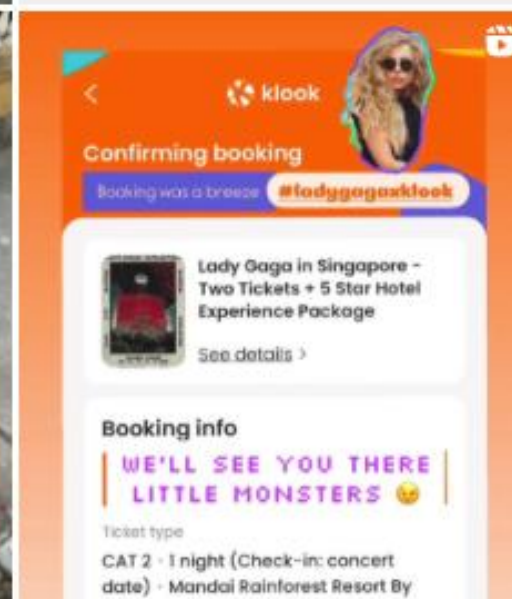 klook
Confirming booking
Booking was a breeze #ladygagaxklook
Lady Gaga in Singapore -
Two Tickets + 5 Star Hotel
Experience Package
See details >
Booking info
WE'LL SEE YOU THERE
LITTLE MONSTERS 😉
Ticket type
CAT 2 · 1 night (Check-in: concert
date) · Mandai Rainforest Resort By